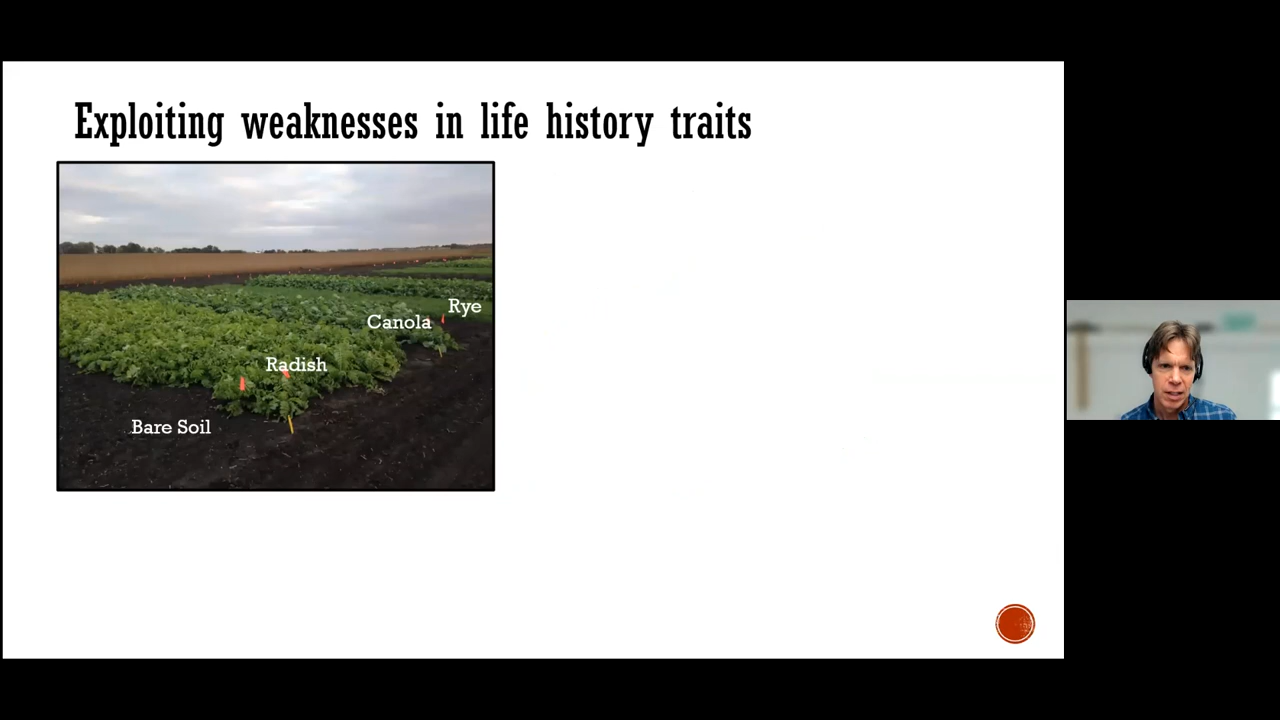 Exploiting weaknesses in life history traits
Rye
Canola
Radish
Bare Soil